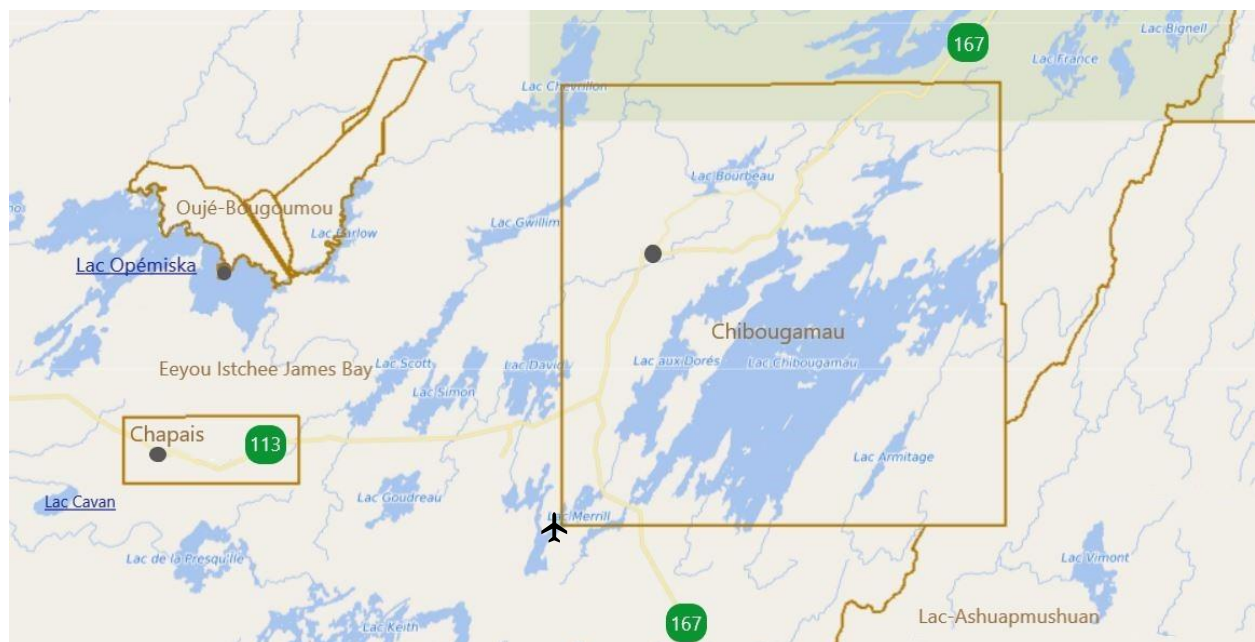 Lac Bignell
167
Lac France
Lac Chevrillon
Lac Bourbeau
Oujé-Bougoumou
Lac Gwillim
Lac Barlow
Lac Opémiska
Chibougamau
Lac aux Dorés
Lac Chibougamau
Eeyou Istchee James Bay
Lac Scott
Lac David
Lac Simon
Chapais
113
Lac Armitage
Lac Cavan
Lac Goudreau
Lac Merrill
Lac de la Presqu'île
Lac Vimont
Lac-Ashuapmushuan
167
Lac Keith